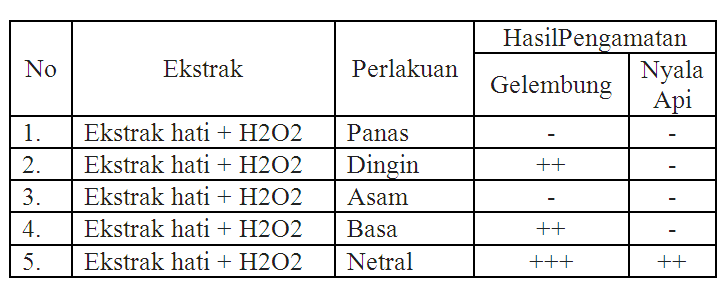 No Ekstrak Perlakuan HasilPengamatan
Gelembung Nyala Api
1. Ekstrak hati + H2O2 Panas - -
2. Ekstrak hati + H2O2 Dingin ++ -
3. Ekstrak hati + H2O2 Asam - -
4. Ekstrak hati + H2O2 Basa ++ -
5. Ekstrak hati + H2O2 Netral +++ ++